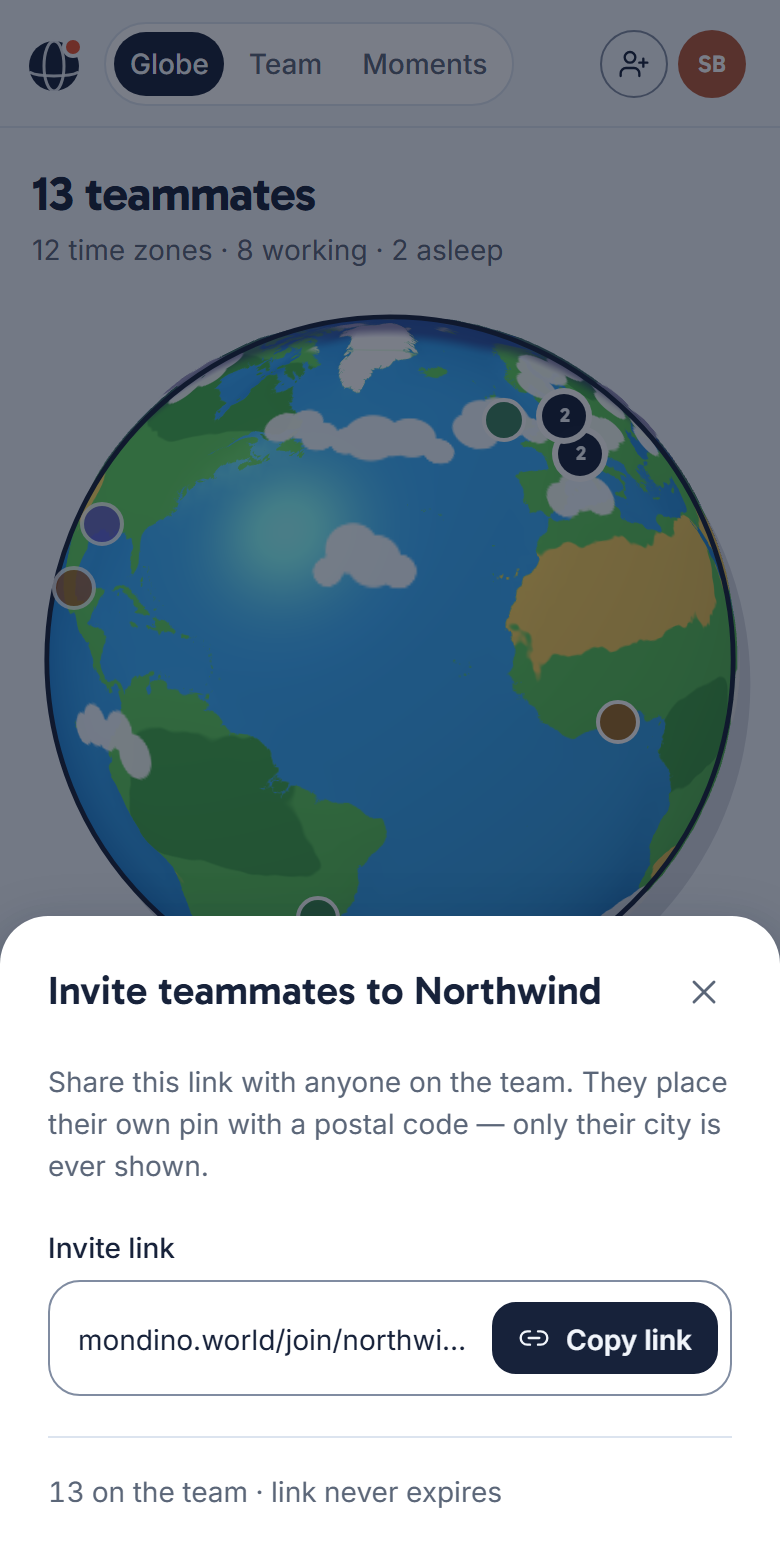 Globe Team Moments SB
13 teammates
12 time zones · 8 working · 2 asleep
2
2
Invite teammates to Northwind
Share this link with anyone on the team. They place
their own pin with a postal code — only their city is
ever shown.
Invite link
mondino.world/join/northwi... Copy link
13 on the team · link never expires